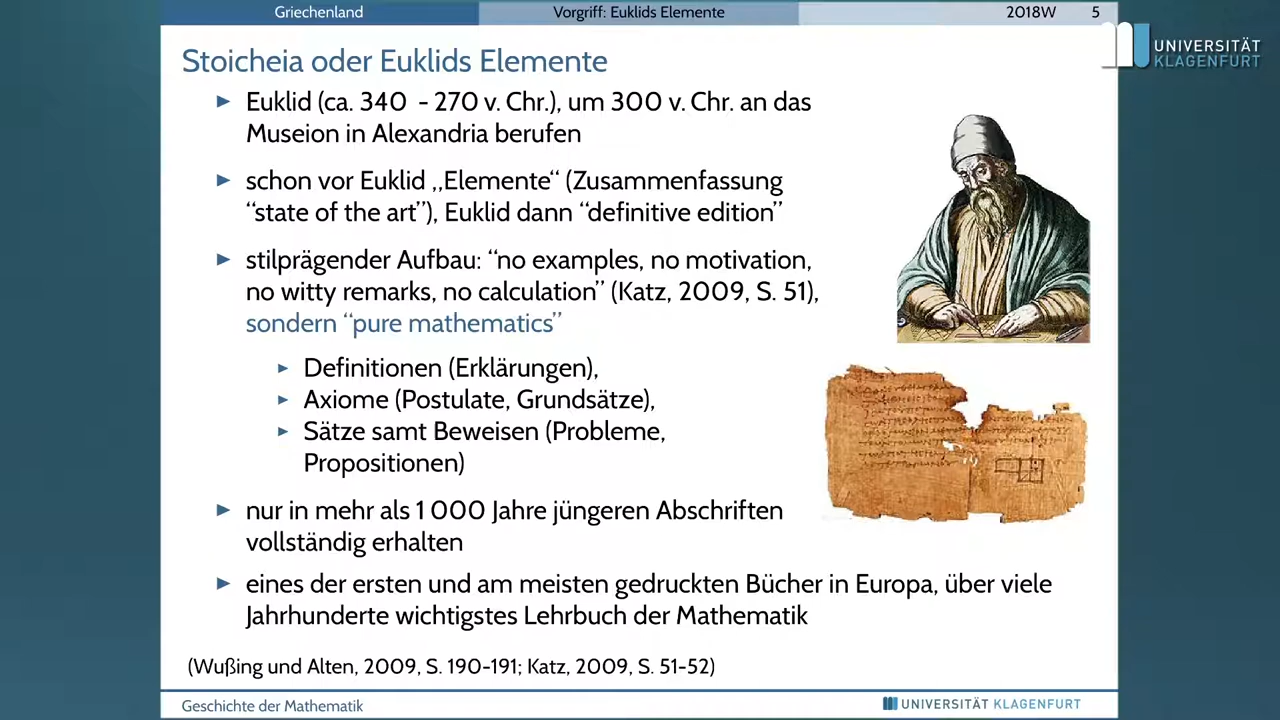 Griechenland
Vorgriff: Euklids Elemente
2018W 5
UNIVERSITÄT
KLAGENFURT
Stoicheia oder Euklids Elemente
Euklid (ca. 340 - 270 v. Chr.), um 300 v. Chr. an das
Museion in Alexandria berufen
schon vor Euklid „Elemente“ (Zusammenfassung
“state of the art”), Euklid dann “definitive edition”
stilprägender Aufbau: “no examples, no motivation,
no witty remarks, no calculation” (Katz, 2009, S. 51),
sondern “pure mathematics”
Definitionen (Erklärungen),
Axiome (Postulate, Grundsätze),
Sätze samt Beweisen (Probleme,
Propositionen)
nur in mehr als 1 000 Jahre jüngeren Abschriften
vollständig erhalten
eines der ersten und am meisten gedruckten Bücher in Europa, über viele
Jahrhunderte wichtigstes Lehrbuch der Mathematik
(Wußing und Alten, 2009, S. 190-191; Katz, 2009, S. 51-52)
Geschichte der Mathematik
UNIVERSITÄT KLAGENFURT